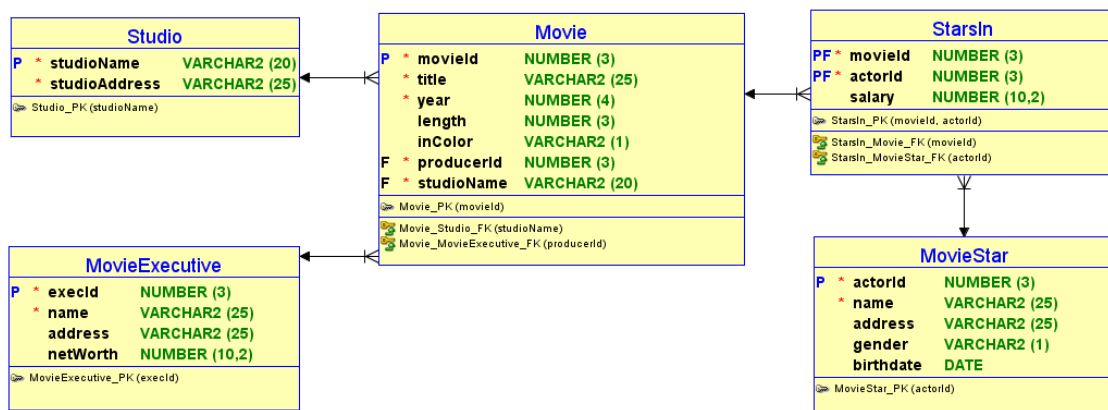 Studio
P * studioName VARCHAR2 (20)
* studioAddress VARCHAR2 (25)
Studio_PK (studioName)
Movie
P * movieId NUMBER (3)
* title VARCHAR2 (25)
* year NUMBER (4)
length NUMBER (3)
inColor VARCHAR2 (1)
F * producerId NUMBER (3)
F * studioName VARCHAR2 (20)
Movie_PK (movieId)
Movie_Studio_FK (studioName)
Movie_MovieExecutive_FK (producerId)
StarsIn
PF * movieId NUMBER (3)
PF * actorId NUMBER (3)
salary NUMBER (10,2)
StarsIn_PK (movieId, actorId)
StarsIn_Movie_FK (movieId)
StarsIn_MovieStar_FK (actorId)
MovieExecutive
P * execId NUMBER (3)
* name VARCHAR2 (25)
address VARCHAR2 (25)
netWorth NUMBER (10,2)
MovieExecutive_PK (execId)
MovieStar
P * actorId NUMBER (3)
* name VARCHAR2 (25)
address VARCHAR2 (25)
gender VARCHAR2 (1)
birthdate DATE
MovieStar_PK (actorId)